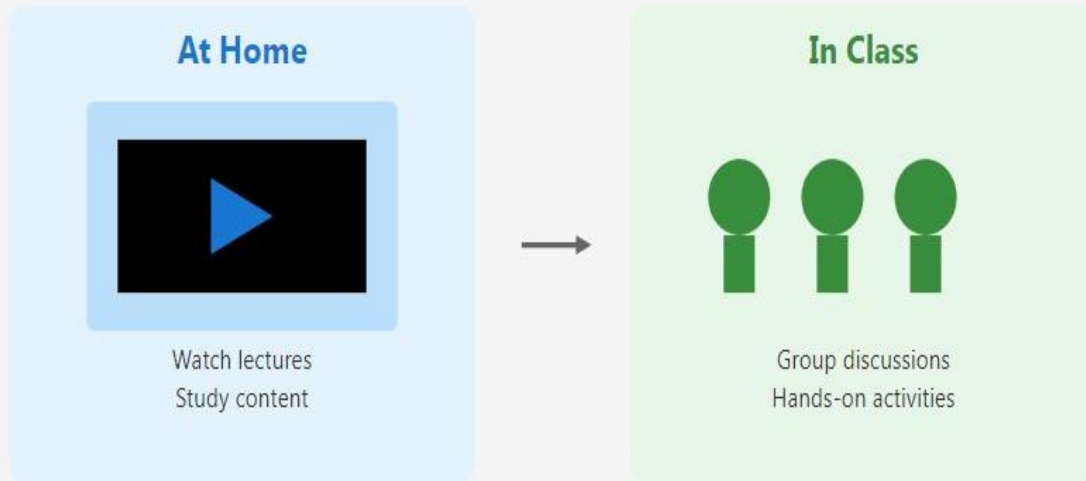 At Home
Watch lectures
Study content
In Class
Group discussions
Hands-on activities